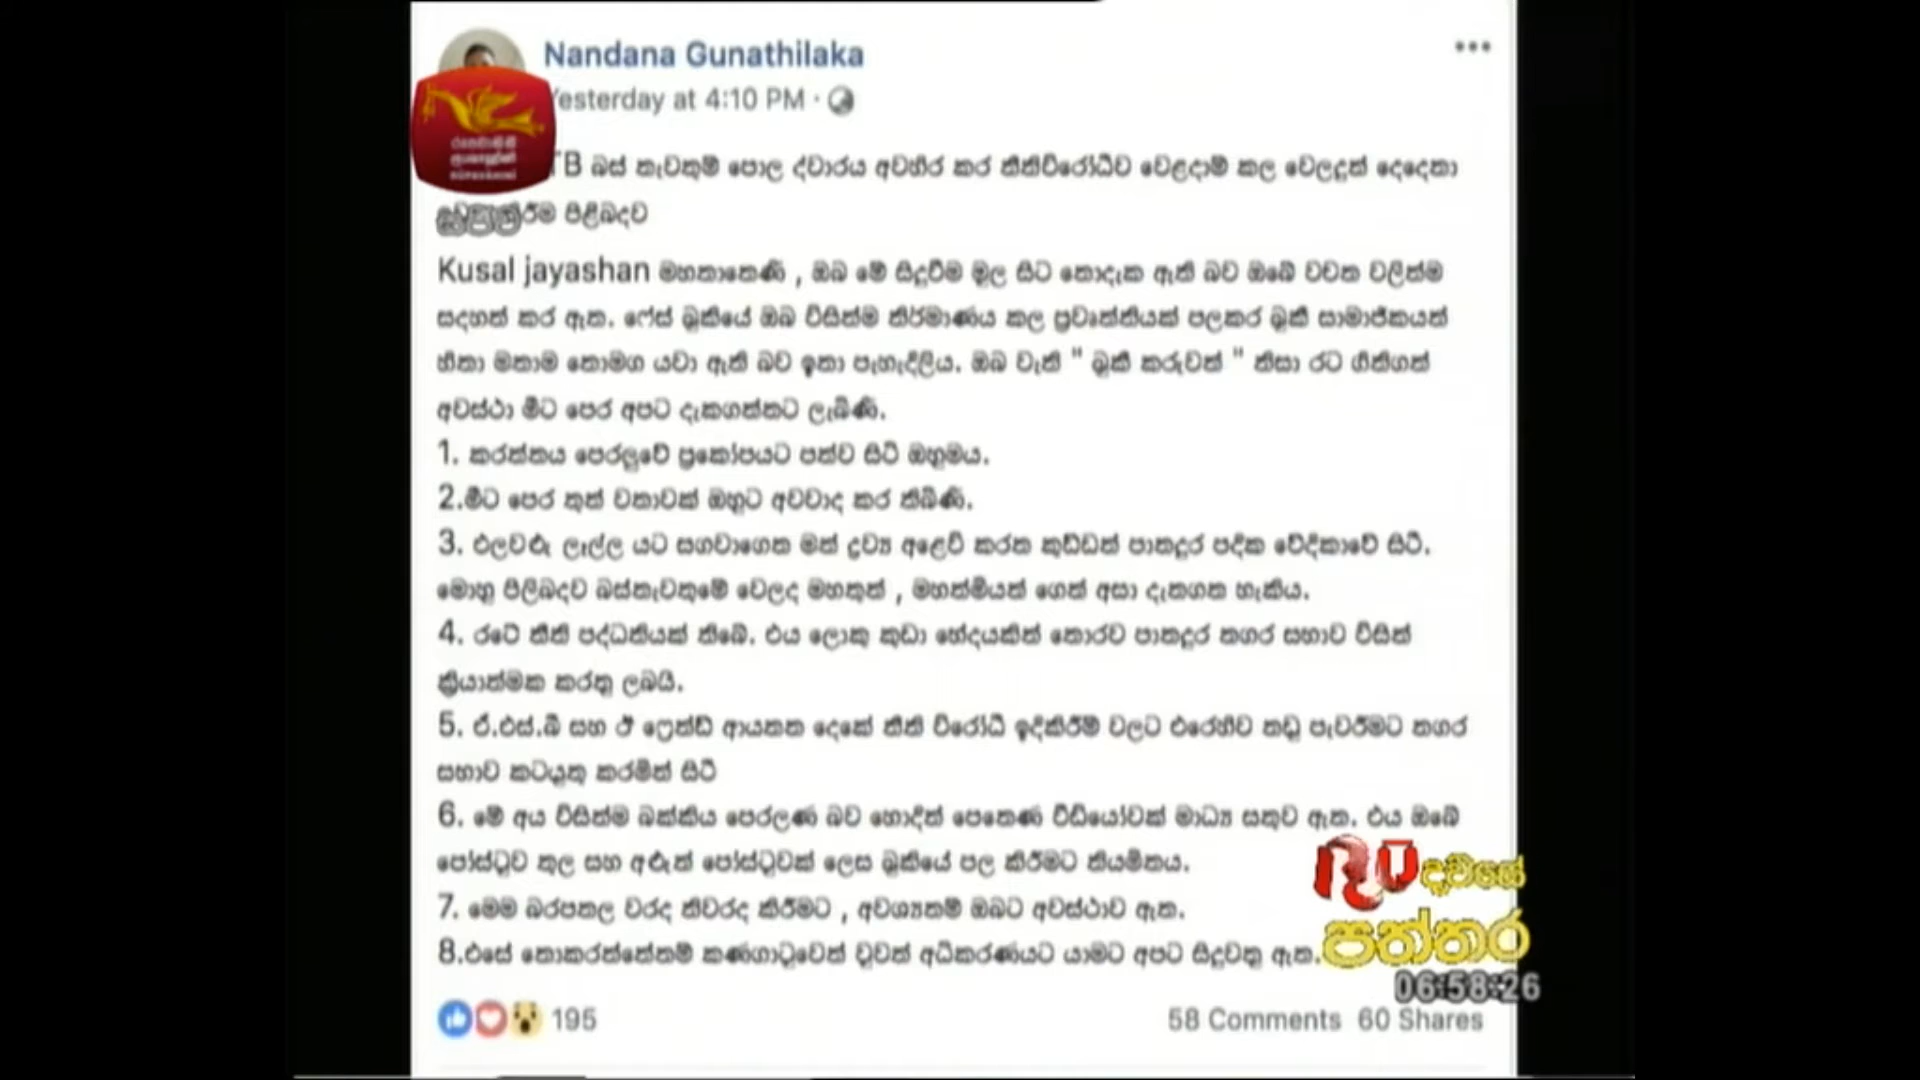 Nandana Gunathilaka
Yesterday at 4:10 PM
TB බස් නැවතුම් පොල ද්වාරය අවහිර කර නීතිවිරෝධීව වෙළදාම් කල වෙලදුන් දෙදෙනා
පිළිබදව
Kusal jayashan මහතානෙණි , ඔබ මේ සිදුවීම මුල සිට නොදැක ඇති බව ඔබේ වචන වලින්ම
සදහන් කර ඇත. ෆේස් බුකියේ ඔබ විසින්ම නිර්මාණය කල ප්‍රවෘත්තියක් පලකර බුකී සාමාජිකයන්
හිතා මතාම නොමග යවා ඇති බව ඉතා පැහැදිලිය. ඔබ වැනි " බුකී කරුවන් " නිසා රට ගිනිගත්
අවස්ථා මීට පෙර අපට දැකගන්නට ලැබිණි.
1. කරත්තය පෙරලුවේ ප්‍රකෝපයට පත්ව සිටි ඔහුමය.
2.මීට පෙර තුන් වතාවක් ඔහුට අවවාද කර තිබිණි.
3. එලවළු ලෑල්ල යට සගවාගෙන මත් ද්‍රව්‍ය අළෙවි කරන කුඩ්ඩන් පානදුර පදික වේදිකාවේ සිටී.
මොහු පිලිබදව බස්නැවතුමේ වෙලද මහතුන් , මහත්මීයන් ගෙන් අසා දැනගත හැකිය.
4. රටේ නීති පද්ධතියක් තිබේ. එය ලොකු කුඩා භේදයකින් තොරව පානදුර නගර සභාව විසින්
ක්‍රියාත්මක කරනු ලබයි.
5. ඒ.එස්.බී සහ ඊ ෆ්‍රෙන්ඩ් ආයතන දෙකේ නීති විරෝධී ඉදිකිරීම් වලට එරෙහිව නඩු පැවරීමට නගර
සභාව කටයුතු කරමින් සිටී
6. මේ අය විසින්ම බක්කිය පෙරලණ බව හොදින් පෙනෙණ වීඩියෝවක් මාධ්‍ය සතුව ඇත. එය ඔබේ
පෝස්ටුව තුල සහ අළුත් පෝස්ටුවක් ලෙස බුකියේ පල කිරීමට නියමිතය.
7. මෙම බරපතල වරද නිවරද කිරීමට , අවශ්‍යනම් ඔබට අවස්ථාව ඇත.
8.එසේ නොකරන්නේනම් කණගාටුවෙන් වුවත් අධිකරණයට යාමට අපට සිදුවනු ඇත.
දවසේ
පත්තර
06:58:26
195
58 Comments 60 Shares